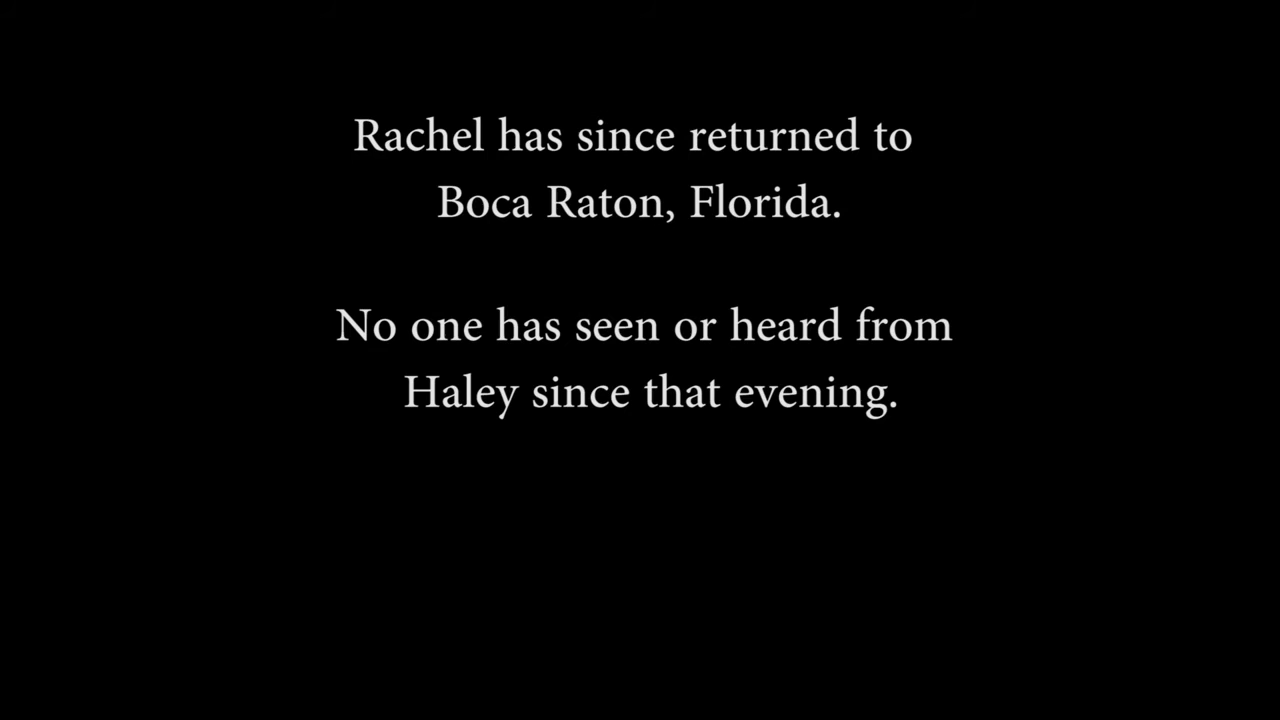 Rachel has since returned to
Boca Raton, Florida.
No one has seen or heard from
Haley since that evening.